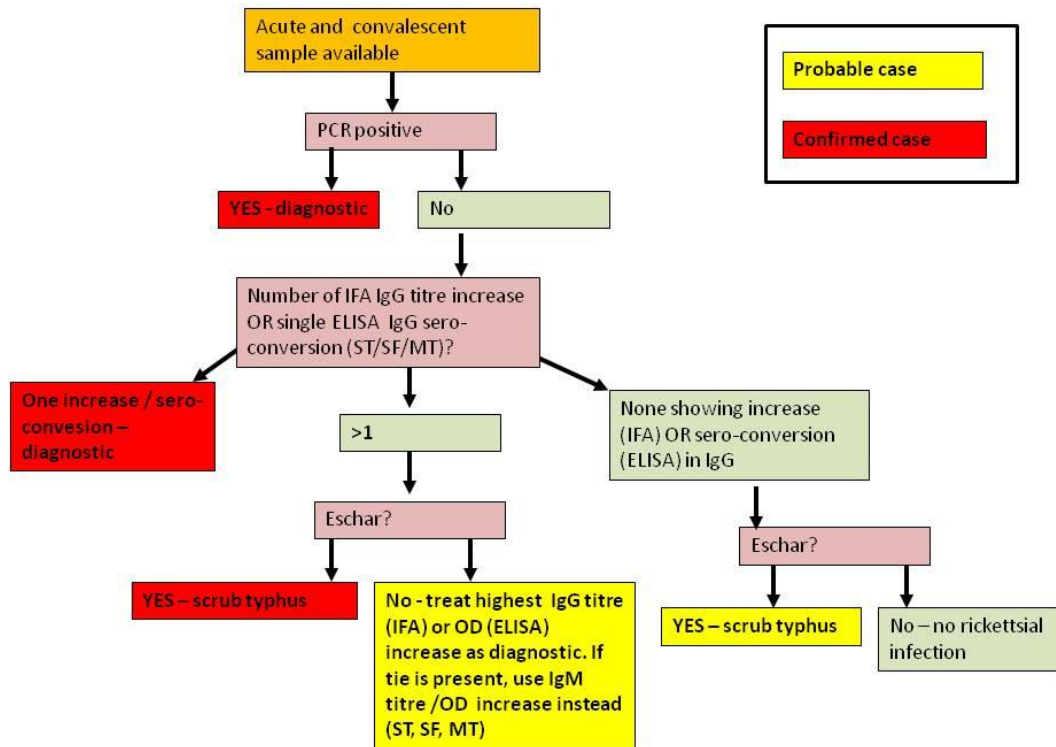 Acute and convalescent
sample available
Probable case
Confirmed case
PCR positive
YES - diagnostic
No
Number of IFA IgG titre increase
OR single ELISA IgG sero-
conversion (ST/SF/MT)?
One increase / sero-
convesion –
diagnostic
>1
None showing increase
(IFA) OR sero-conversion
(ELISA) in IgG
Eschar?
YES – scrub typhus
No - treat highest IgG titre
(IFA) or OD (ELISA)
increase as diagnostic. If
tie is present, use IgM
titre /OD increase instead
(ST, SF, MT)
Eschar?
YES – scrub typhus
No – no rickettsial
infection